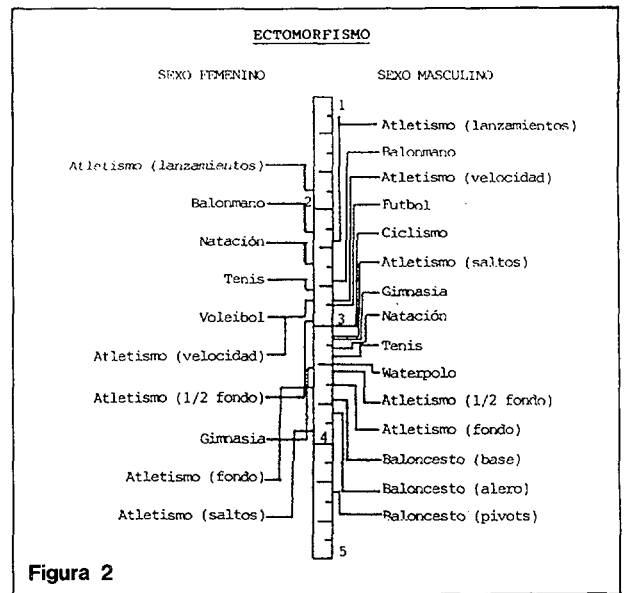 ECTOMORFISMO
SEXO FEMENINO
SEXO MASCULINO
1
Atletismo (lanzamientos)
Balonmano
Atletismo (lanzamientos)
Atletismo (velocidad)
2
Balonmano
Futbol
Ciclismo
Natación
Atletismo (saltos)
Tenis
Gimnasia
Voleibol
3
Natación
Tenis
Atletismo (velocidad)
Waterpolo
Atletismo (1/2 fondo)
Atletismo (1/2 fondo)
Atletismo (fondo)
Gimnasia
4
Baloncesto (base)
Atletismo (fondo)
Baloncesto (alero)
Atletismo (saltos)
Baloncesto (pivots)
5
Figura 2